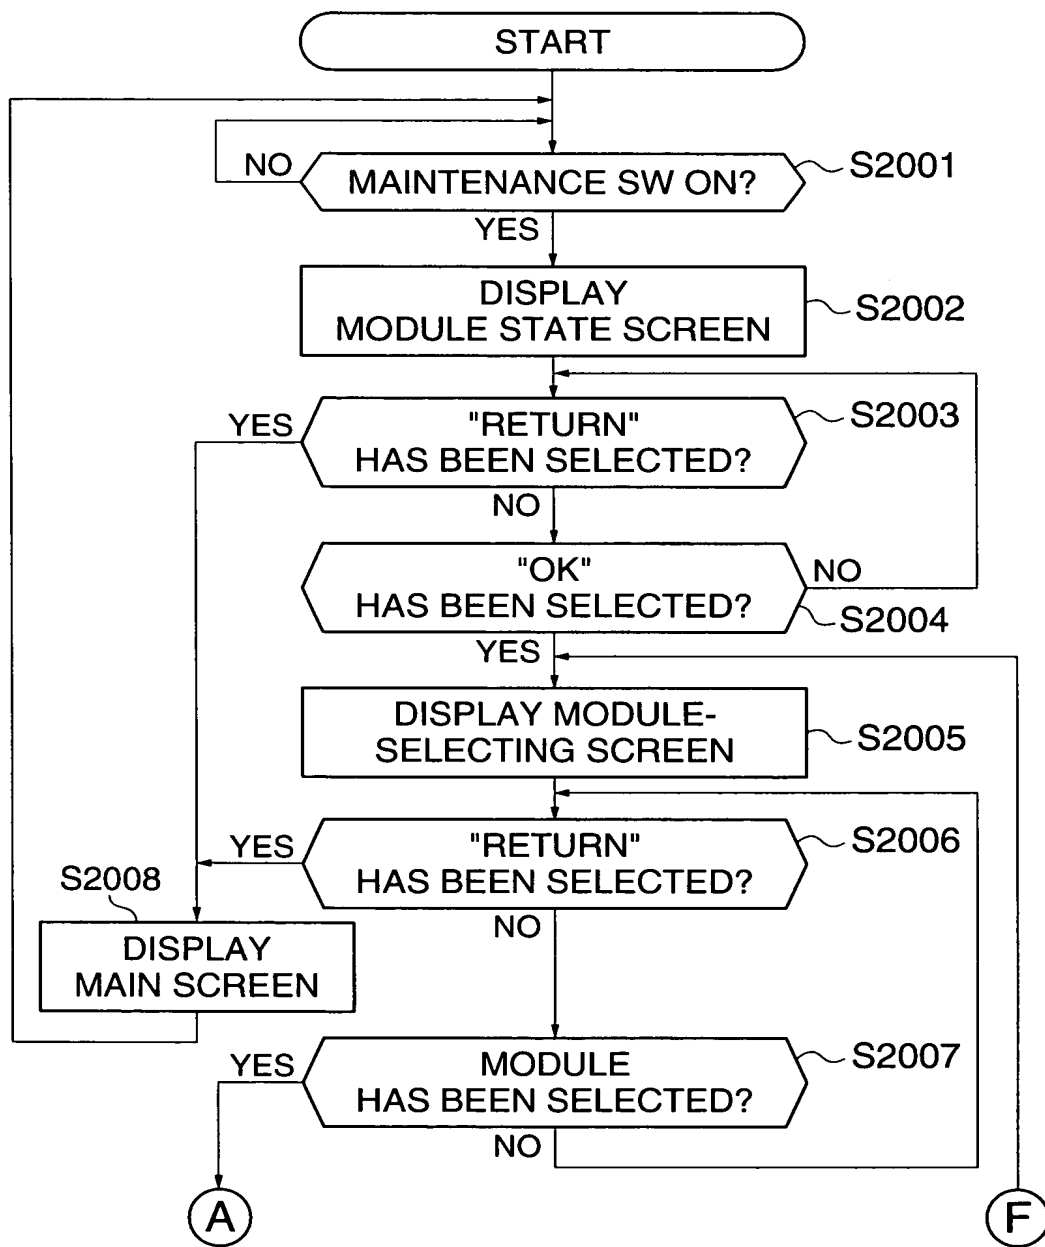 START
NO
MAINTENANCE SW ON?
S2001
YES
DISPLAY
MODULE STATE SCREEN
S2002
YES
"RETURN"
HAS BEEN SELECTED?
S2003
NO
"OK"
HAS BEEN SELECTED?
NO
S2004
YES
DISPLAY MODULE-
SELECTING SCREEN
S2005
YES
"RETURN"
HAS BEEN SELECTED?
S2006
NO
S2008
DISPLAY
MAIN SCREEN
YES
MODULE
HAS BEEN SELECTED?
S2007
NO
A
F